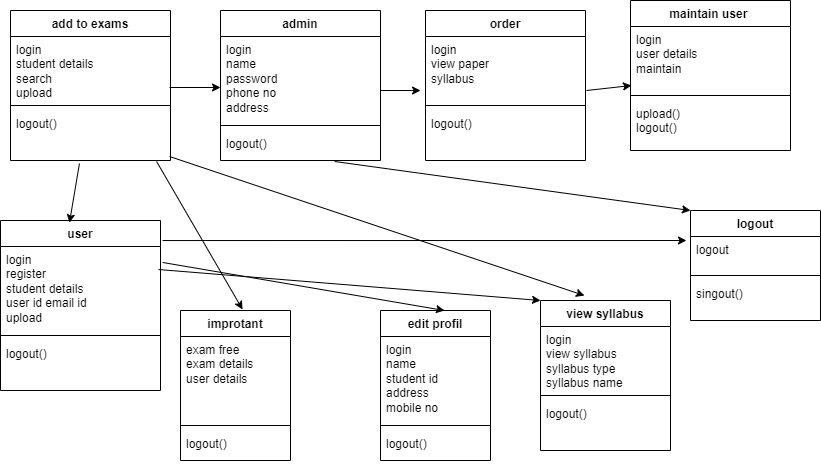 add to exams
login
student details
search
upload
logout()
admin
login
name
password
phone no
address
logout()
order
login
view paper
syllabus
logout()
maintain user
login
user details
maintain
upload()
logout()
user
login
register
student details
user id email id
upload
logout()
improtant
exam free
exam details
user details
logout()
edit profil
login
name
student id
address
mobile no
logout()
view syllabus
login
view syllabus
syllabus type
syllabus name
logout()
logout
logout
singout()